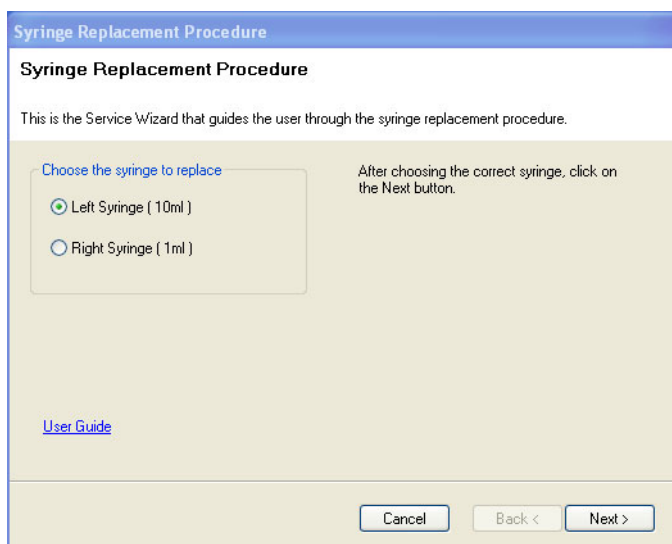 Syringe Replacement Procedure
Syringe Replacement Procedure
This is the Service Wizard that guides the user through the syringe replacement procedure.
Choose the syringe to replace
Left Syringe ( 10ml )
Right Syringe ( 1ml )
After choosing the correct syringe, click on
the Next button.
User Guide
Cancel
Back <
Next >